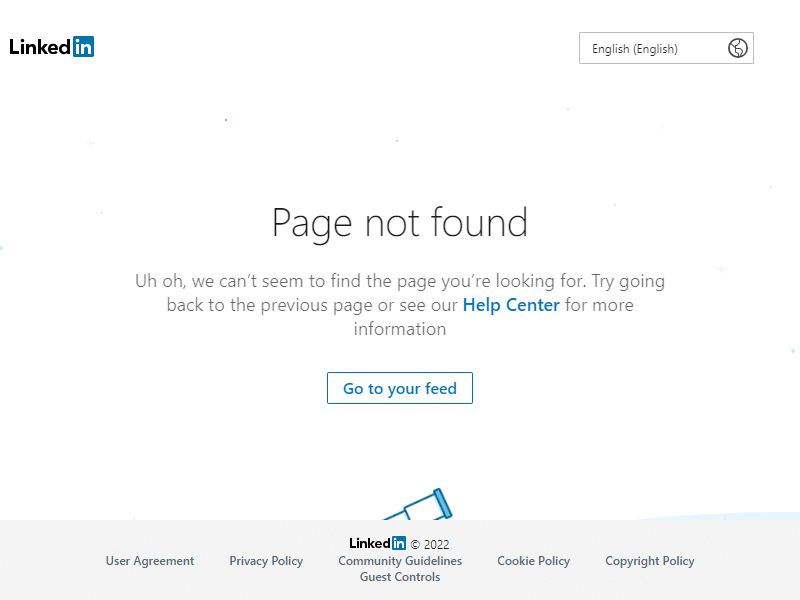 LinkedIn
English (English)
Page not found
Uh oh, we can’t seem to find the page you’re looking for. Try going
back to the previous page or see our Help Center for more
information
Go to your feed
LinkedIn © 2022
User Agreement
Privacy Policy
Community Guidelines
Cookie Policy
Copyright Policy
Guest Controls